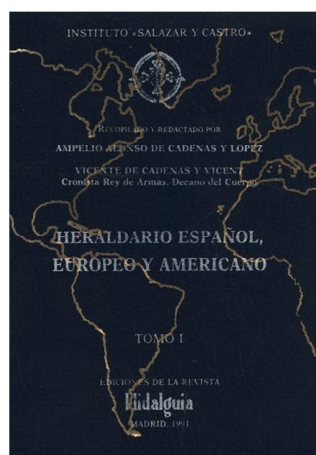 INSTITUTO «SALAZAR Y CASTRO»
RECOPILADO Y REDACTADO POR
AMPELIO ALONSO DE CADENAS Y LOPEZ
VICENTE DE CADENAS Y VICENT
Cronista Rey de Armas. Decano del Cuerpo
HERALDARIO ESPAÑOL,
EUROPEO Y AMERICANO
TOMO I
EDICIONES DE LA REVISTA
Hidalguia
MADRID, 1991